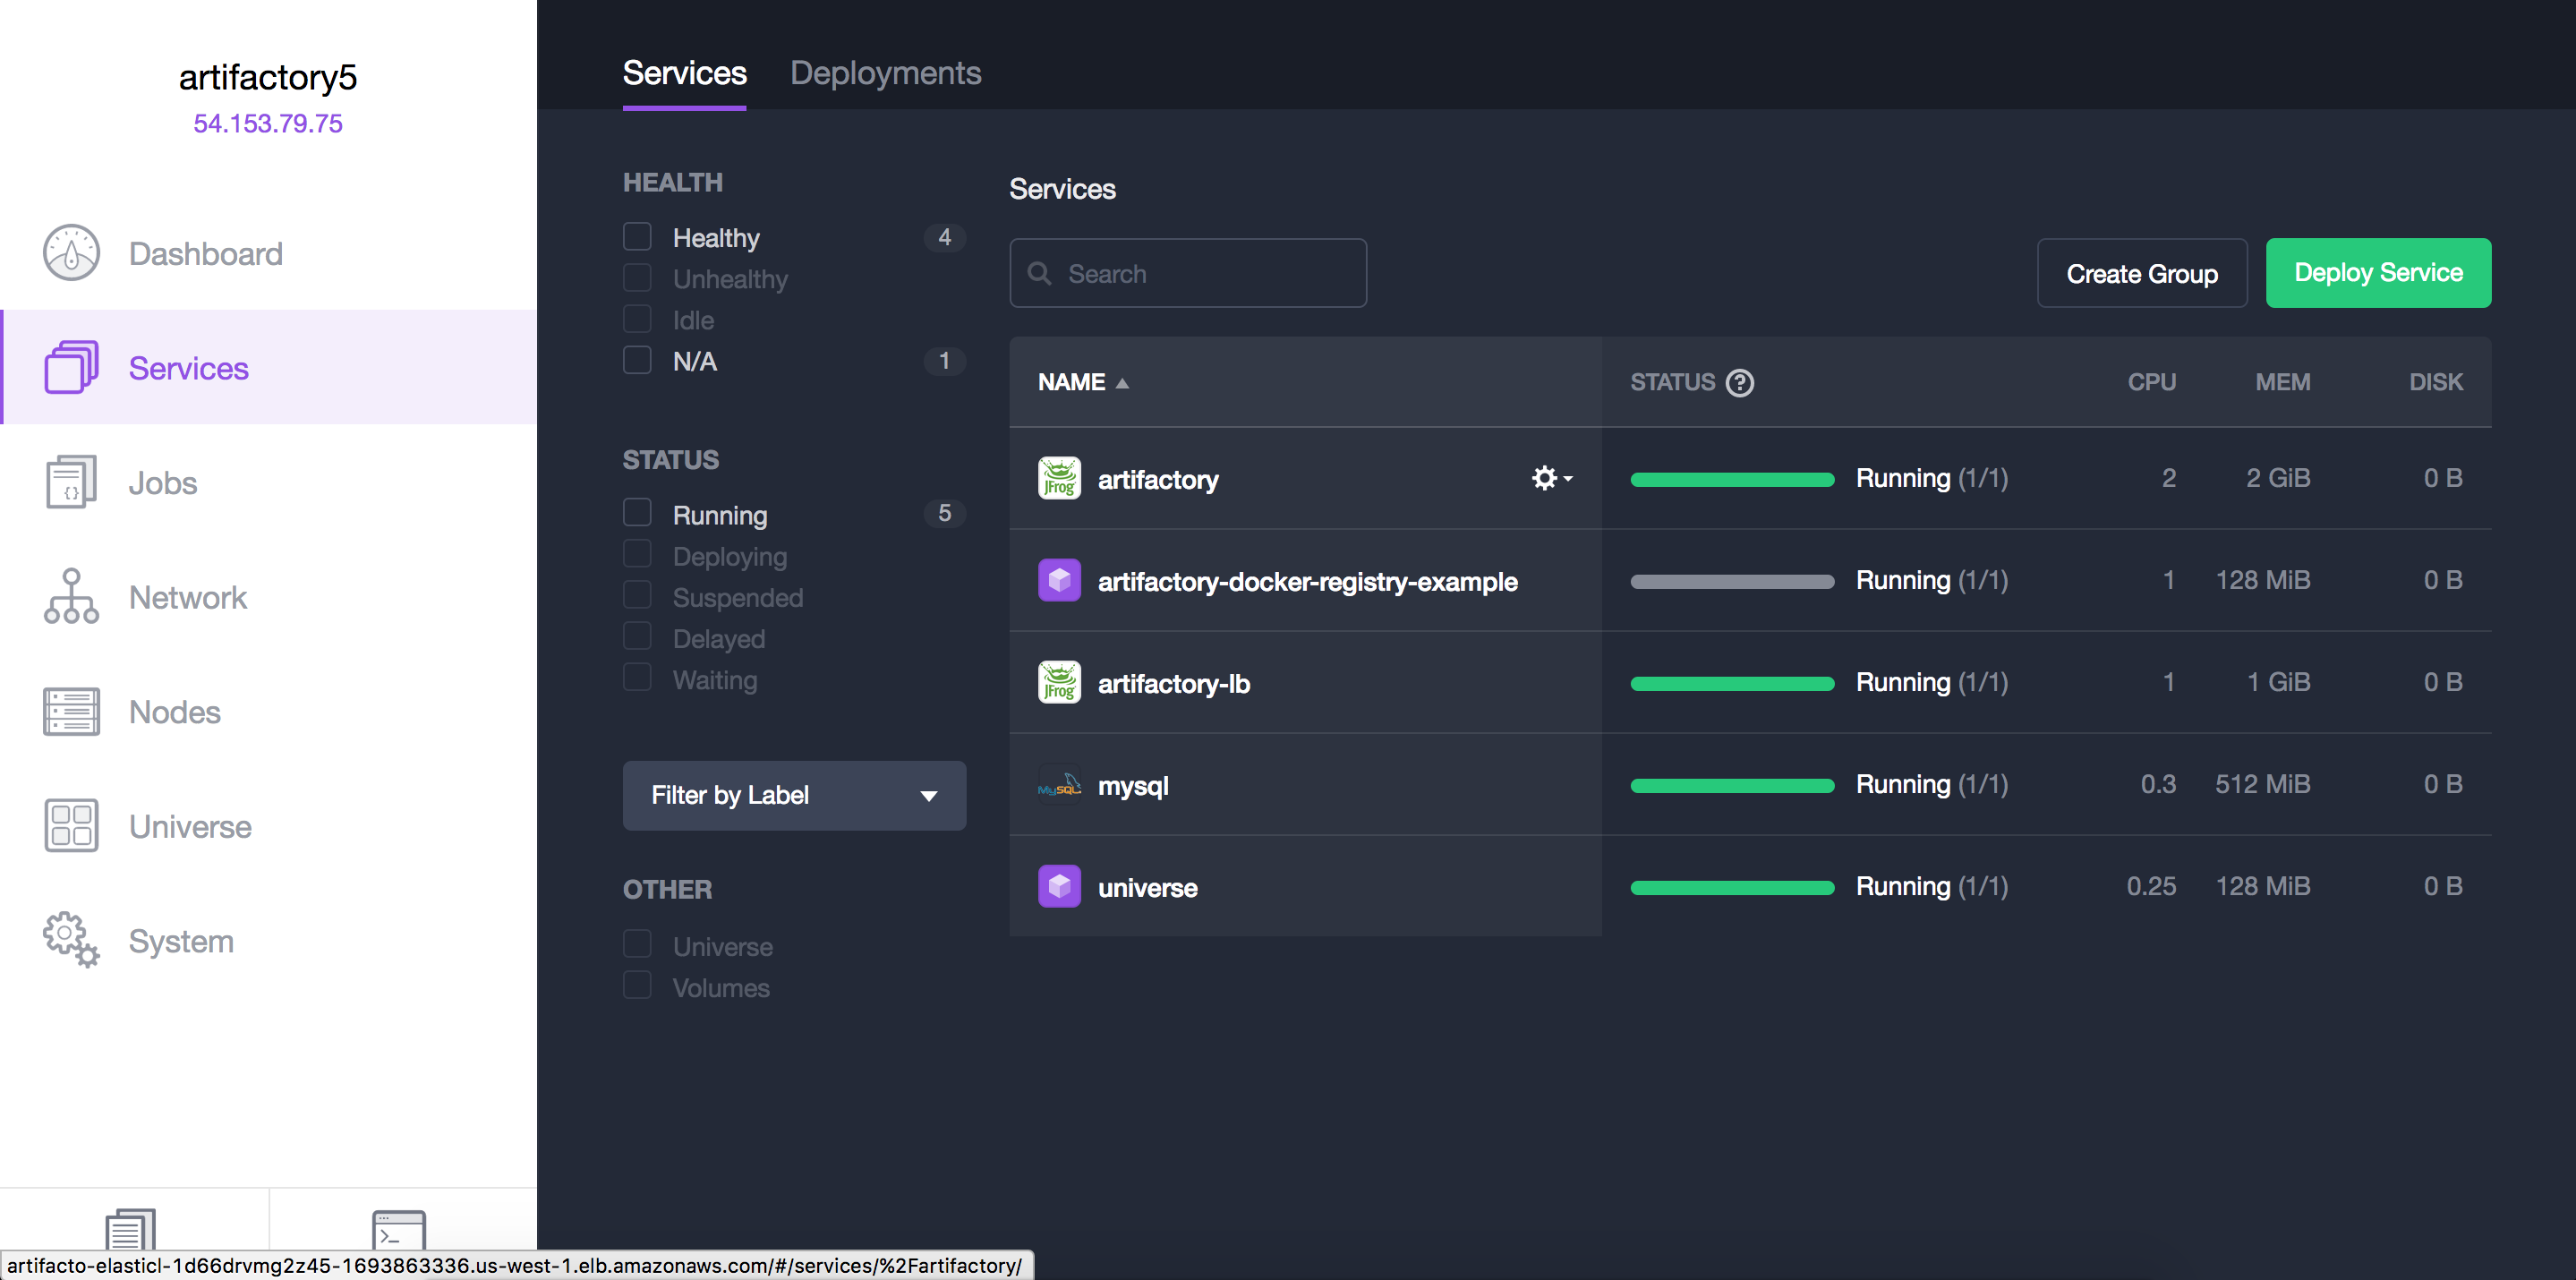 artifactory5
54.153.79.75
Dashboard
Services
Jobs
Network
Nodes
Universe
System
Services Deployments
HEALTH
Healthy 4
Unhealthy
Idle
N/A 1
STATUS
Running 5
Deploying
Suspended
Delayed
Waiting
Filter by Label
OTHER
Universe
Volumes
Services
Search
Create Group
Deploy Service
NAME STATUS ? CPU MEM DISK
JFrog artifactory Running (1/1) 2 2 GiB 0 B
artifactory-docker-registry-example Running (1/1) 1 128 MiB 0 B
JFrog artifactory-lb Running (1/1) 1 1 GiB 0 B
MySQL mysql Running (1/1) 0.3 512 MiB 0 B
universe Running (1/1) 0.25 128 MiB 0 B
artifacto-elasticl-1d66drvmg2z45-1693863336.us-west-1.elb.amazonaws.com/#/services/%2Fartifactory/